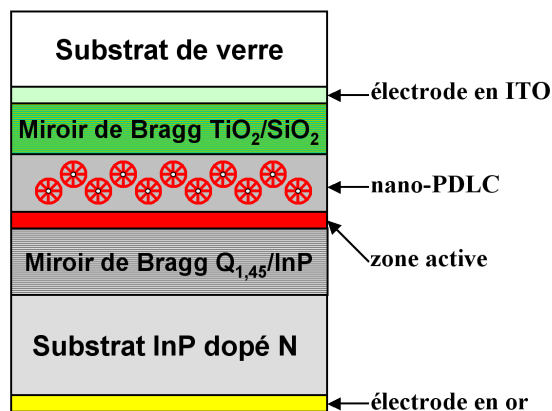 Substrat de verre
électrode en ITO
Miroir de Bragg TiO₂/SiO₂
nano-PDLC
zone active
Miroir de Bragg Q₁,₄₅/InP
Substrat InP dopé N
électrode en or